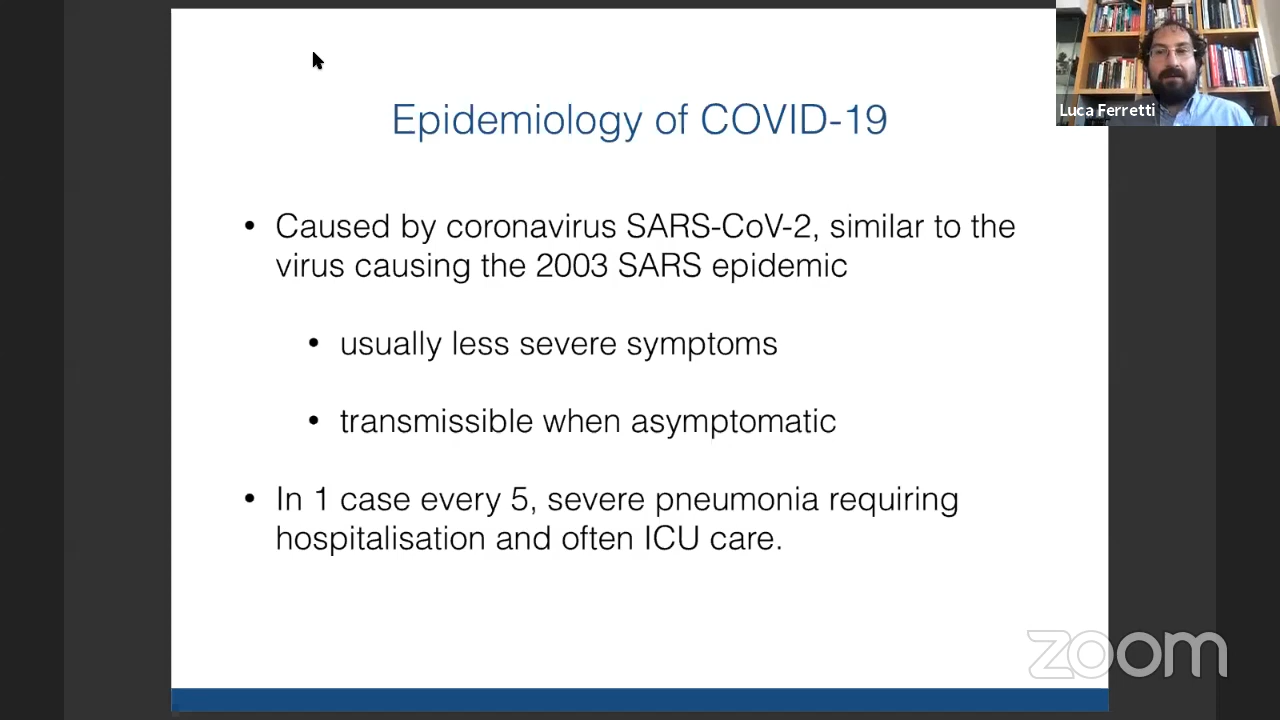 Luca Ferretti
Epidemiology of COVID-19
• Caused by coronavirus SARS-CoV-2, similar to the
virus causing the 2003 SARS epidemic
• usually less severe symptoms
• transmissible when asymptomatic
• In 1 case every 5, severe pneumonia requiring
hospitalisation and often ICU care.
zoom